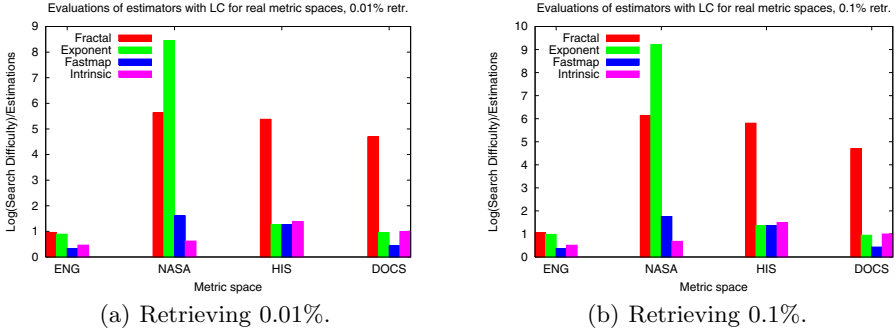 Evaluations of estimators with LC for real metric spaces, 0.01% retr.
Log(Search Difficulty)/Estimations
9
8
7
6
5
4
3
2
1
0
Fractal
Exponent
Fastmap
Intrinsic
ENG NASA HIS DOCS
Metric space
(a) Retrieving 0.01%.
Evaluations of estimators with LC for real metric spaces, 0.1% retr.
Log(Search Difficulty)/Estimations
10
9
8
7
6
5
4
3
2
1
0
Fractal
Exponent
Fastmap
Intrinsic
ENG NASA HIS DOCS
Metric space
(b) Retrieving 0.1%.